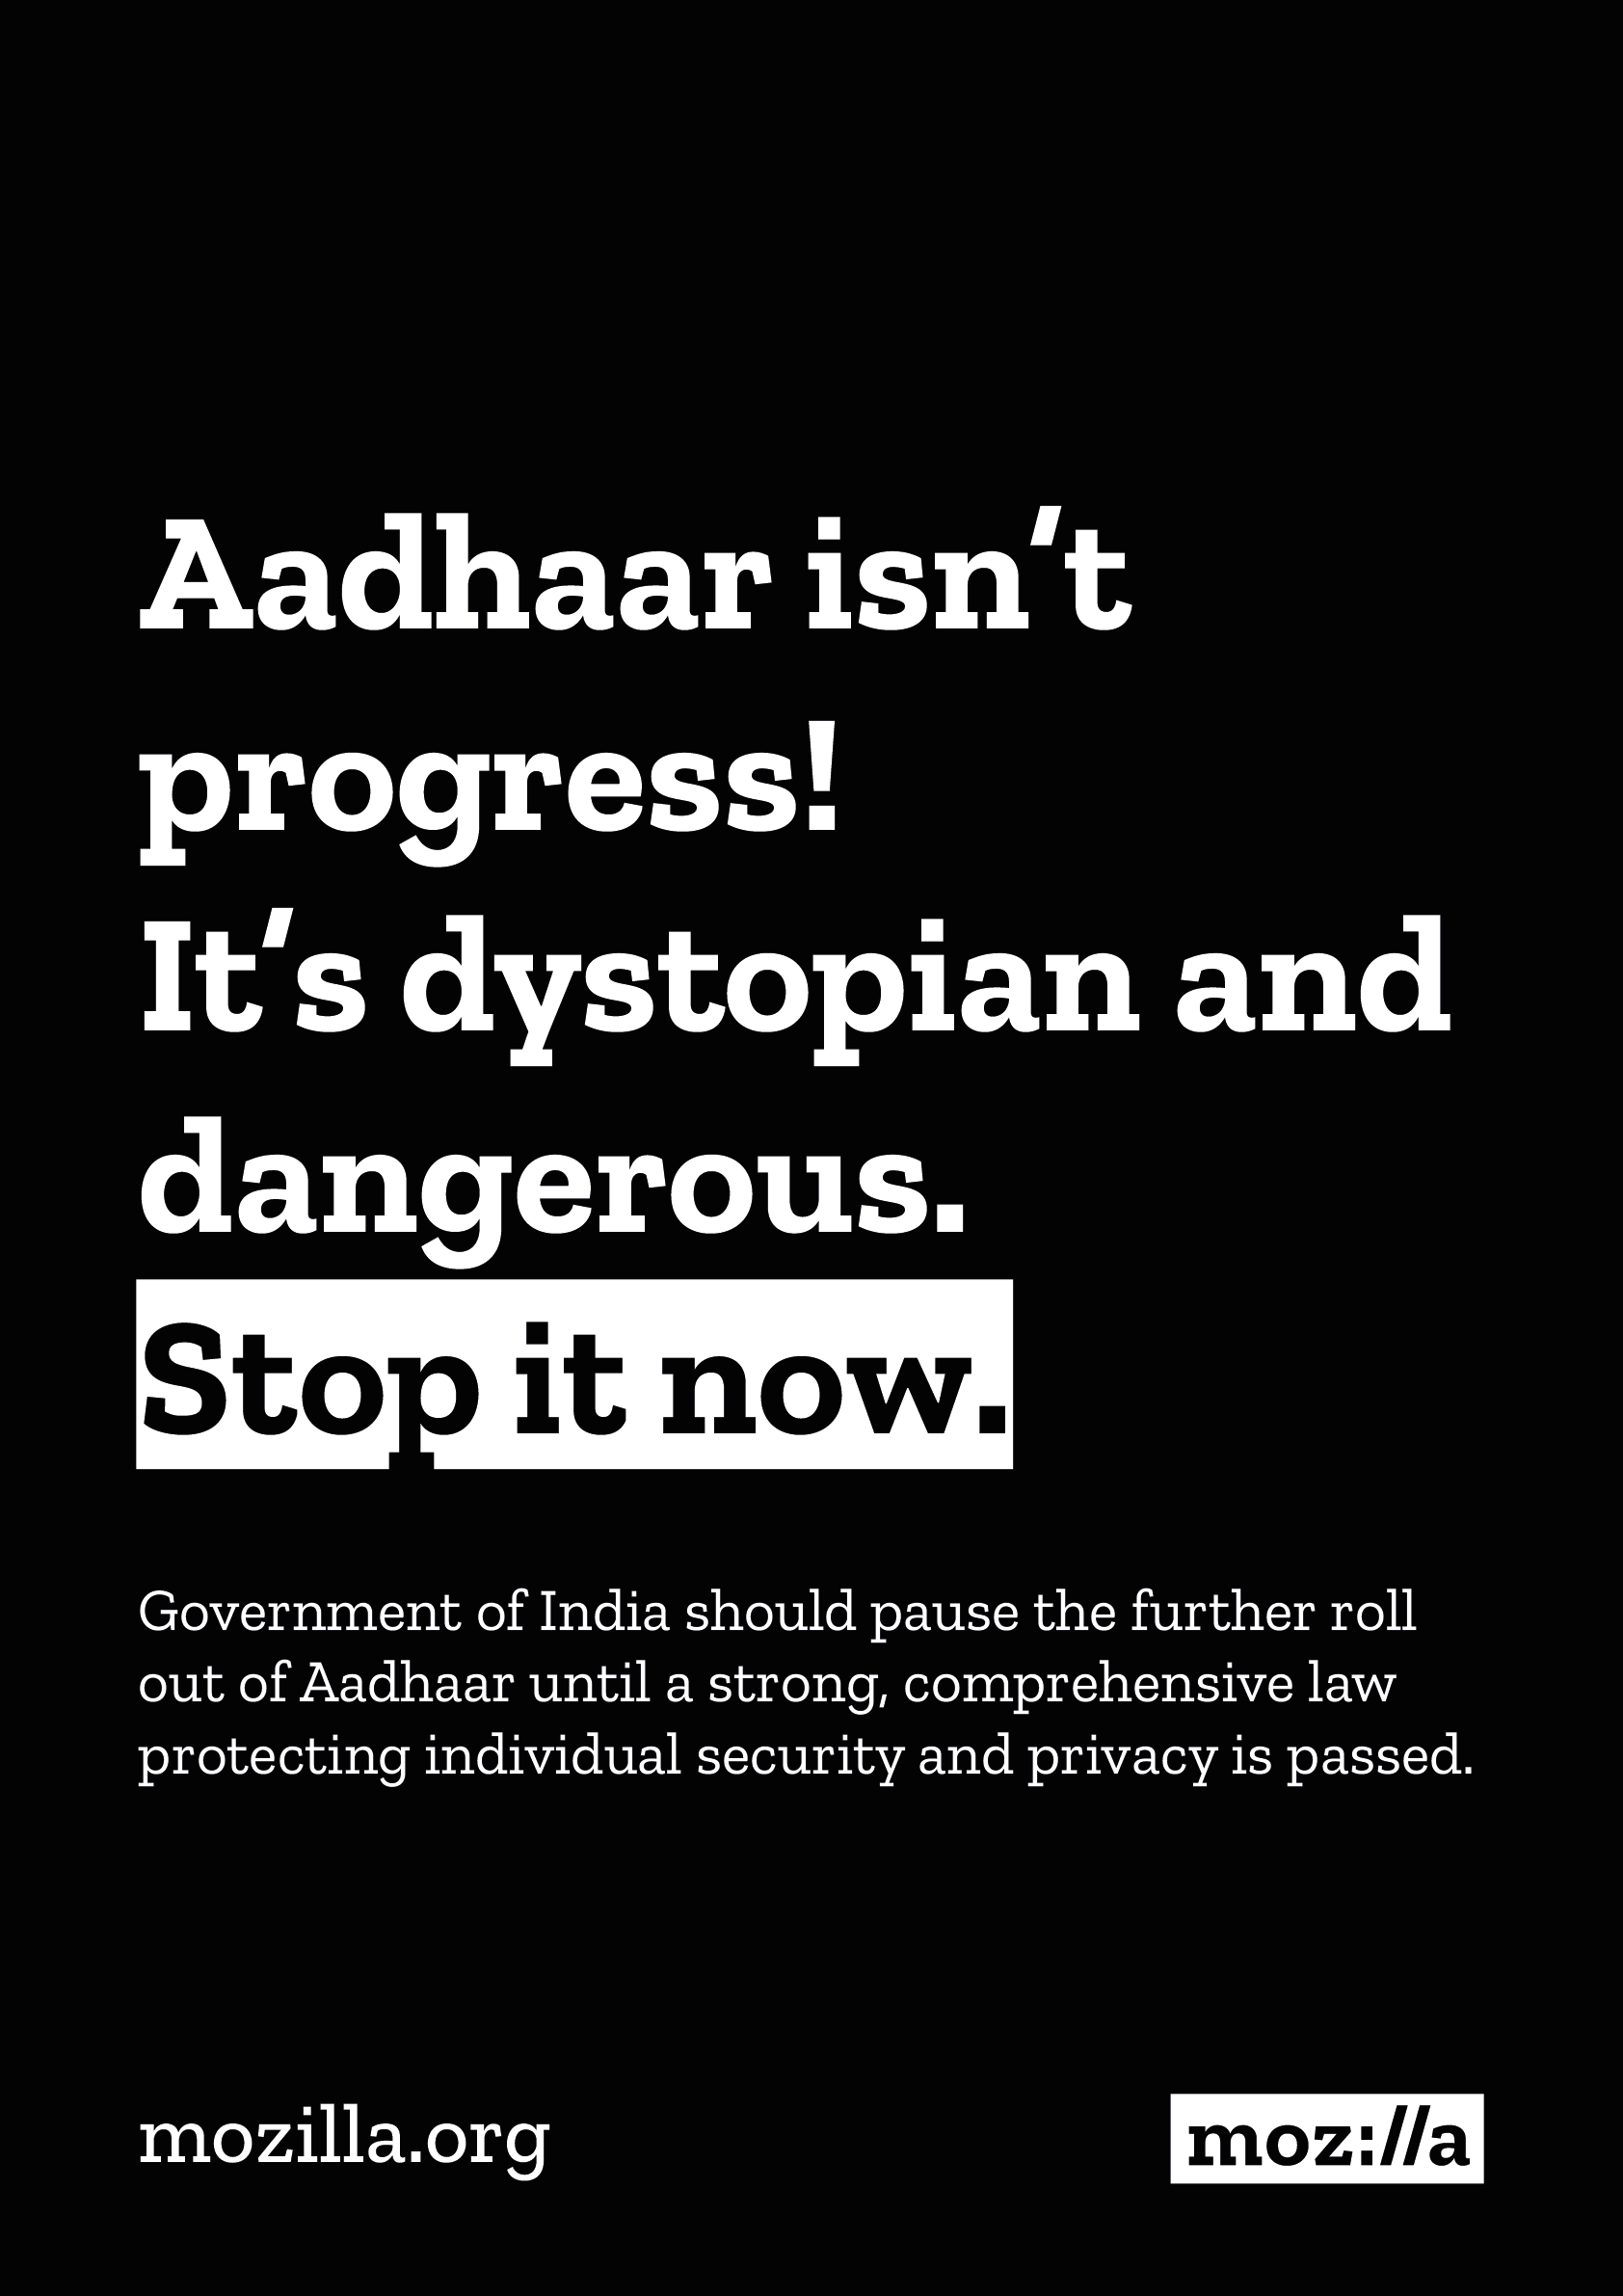 Aadhaar isn't
progress!
It's dystopian and
dangerous.
Stop it now.
Government of India should pause the further roll
out of Aadhaar until a strong, comprehensive law
protecting individual security and privacy is passed.
mozilla.org
moz://a